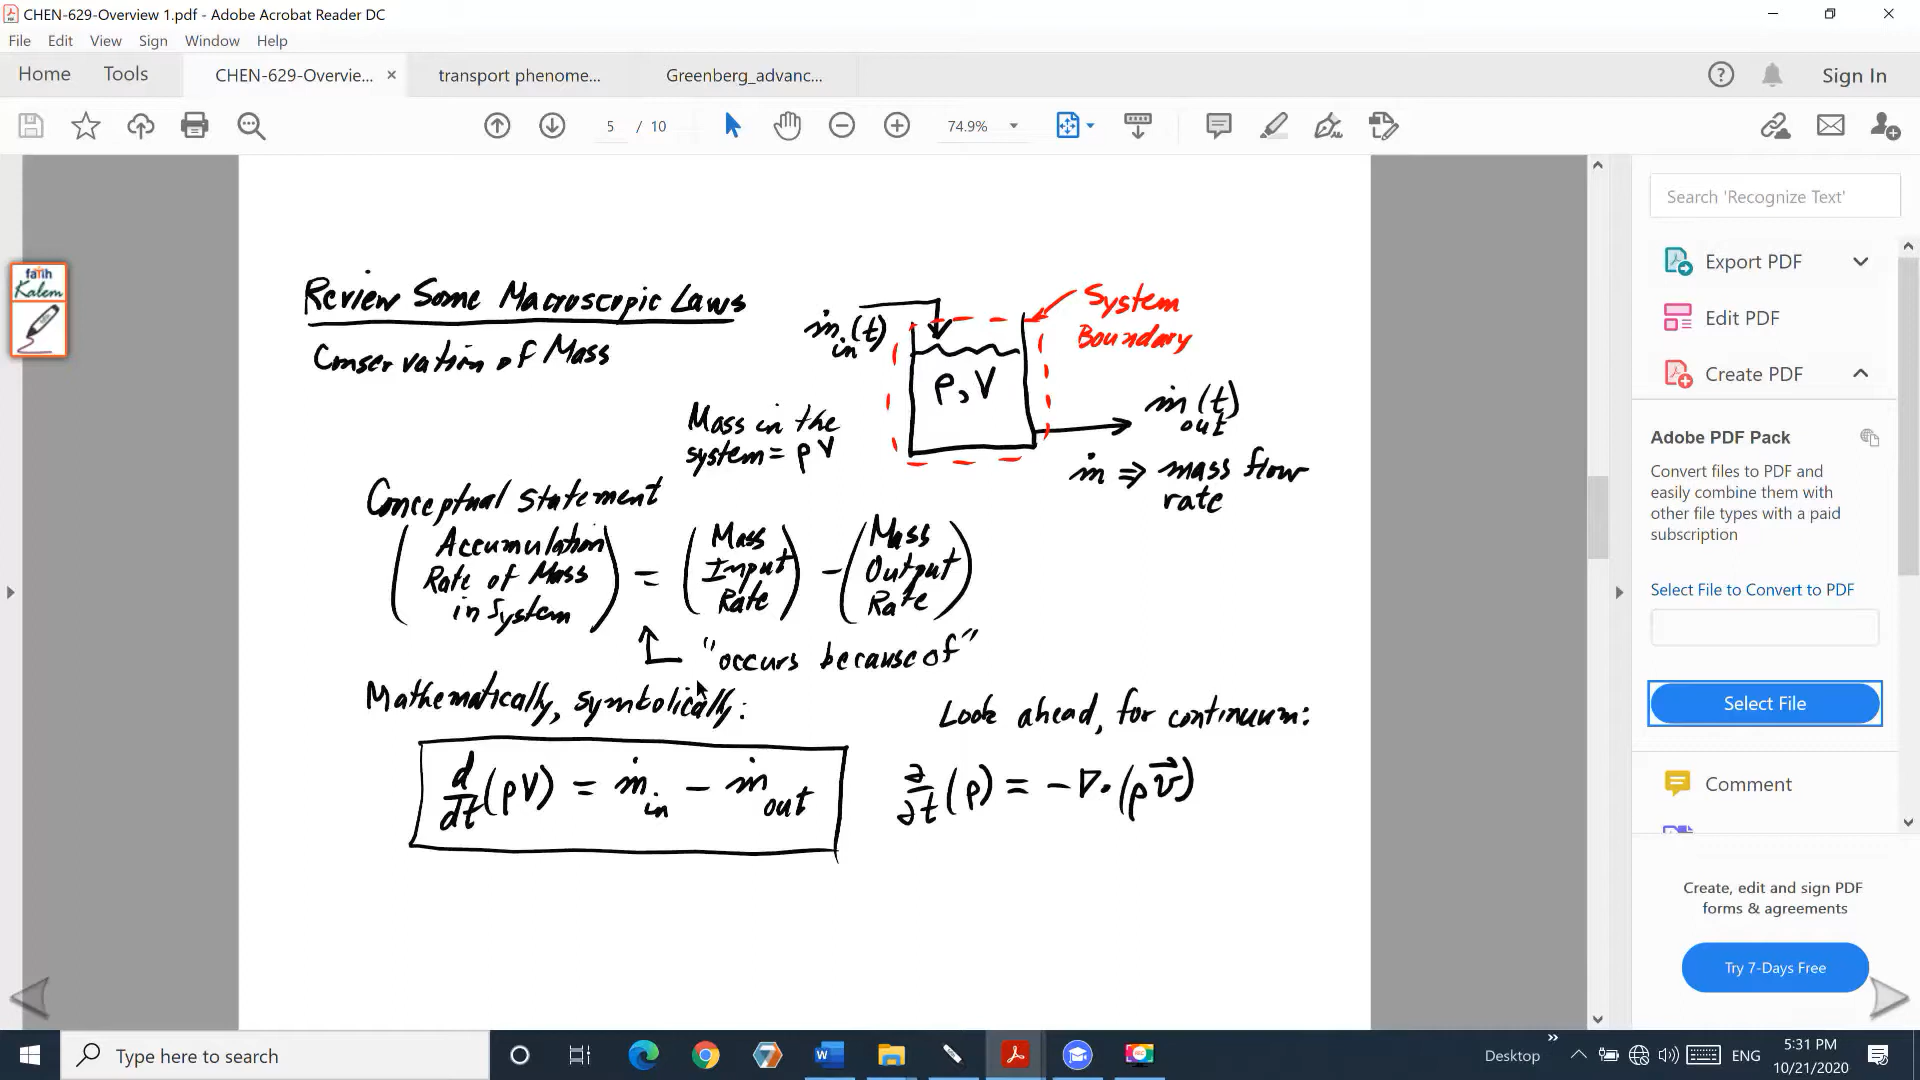 CHEN-629-Overview 1.pdf - Adobe Acrobat Reader DC
File Edit View Sign Window Help
Home Tools CHEN-629-Overvie... × transport phenome... Greenberg_advanc... Sign In
5 / 10 74.9%
Search 'Recognize Text'
Export PDF
Edit PDF
Create PDF
Adobe PDF Pack
Convert files to PDF and
easily combine them with
other file types with a paid
subscription
Select File to Convert to PDF
Select File
Comment
Create, edit and sign PDF
forms & agreements
Try 7-Days Free
fatih
Kalem
Review Some Macroscopic Laws
Conservation of Mass
ṁ_in (t)
System
Boundary
ρ, V
Mass in the
system = ρV
ṁ_out (t)
ṁ ⇒ mass flow
rate
Conceptual statement
(Accumulation Rate of Mass in System) = (Mass Input Rate) - (Mass Output Rate)
"occurs because of"
Mathematically, symbolically:
d/dt (ρV) = ṁ_in - ṁ_out
Look ahead, for continuum:
∂/∂t (ρ) = -∇·(ρv⃗)
Type here to search
Desktop » ENG 5:31 PM
10/21/2020